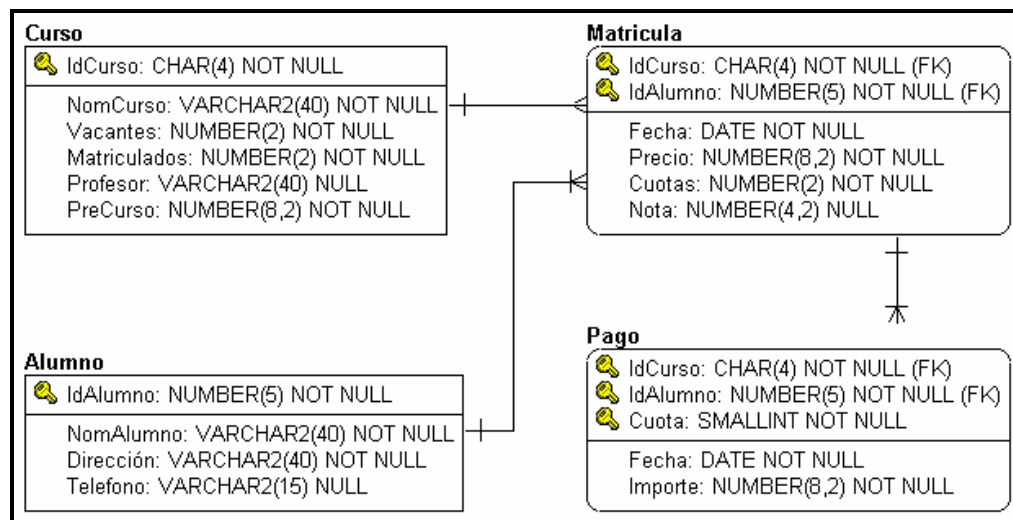 Curso
IdCurso: CHAR(4) NOT NULL
NomCurso: VARCHAR2(40) NOT NULL
Vacantes: NUMBER(2) NOT NULL
Matriculados: NUMBER(2) NOT NULL
Profesor: VARCHAR2(40) NULL
PreCurso: NUMBER(8,2) NOT NULL
Matricula
IdCurso: CHAR(4) NOT NULL (FK)
IdAlumno: NUMBER(5) NOT NULL (FK)
Fecha: DATE NOT NULL
Precio: NUMBER(8,2) NOT NULL
Cuotas: NUMBER(2) NOT NULL
Nota: NUMBER(4,2) NULL
Alumno
IdAlumno: NUMBER(5) NOT NULL
NomAlumno: VARCHAR2(40) NOT NULL
Dirección: VARCHAR2(40) NOT NULL
Telefono: VARCHAR2(15) NULL
Pago
IdCurso: CHAR(4) NOT NULL (FK)
IdAlumno: NUMBER(5) NOT NULL (FK)
Cuota: SMALLINT NOT NULL
Fecha: DATE NOT NULL
Importe: NUMBER(8,2) NOT NULL